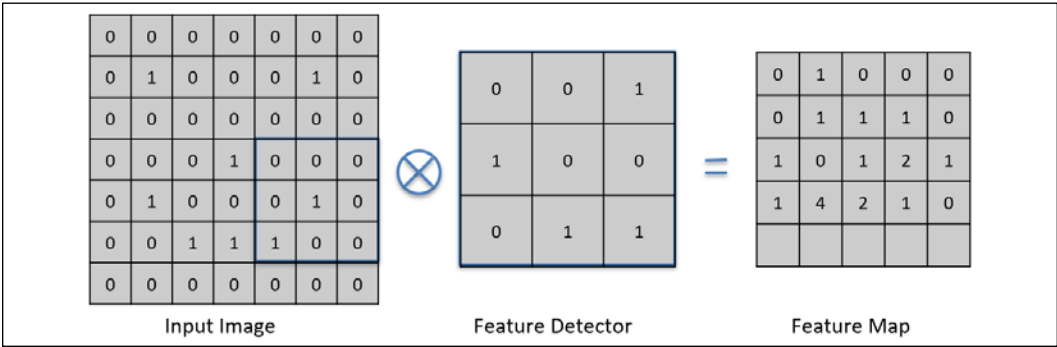 0 0 0 0 0 0 0
0 1 0 0 0 1 0
0 0 0 0 0 0 0
0 0 0 1 0 0 0
0 1 0 0 0 1 0
0 0 1 1 1 0 0
0 0 0 0 0 0 0
Input Image
0 0 1
1 0 0
0 1 1
Feature Detector
=
0 1 0 0 0
0 1 1 1 0
1 0 1 2 1
1 4 2 1 0
Feature Map